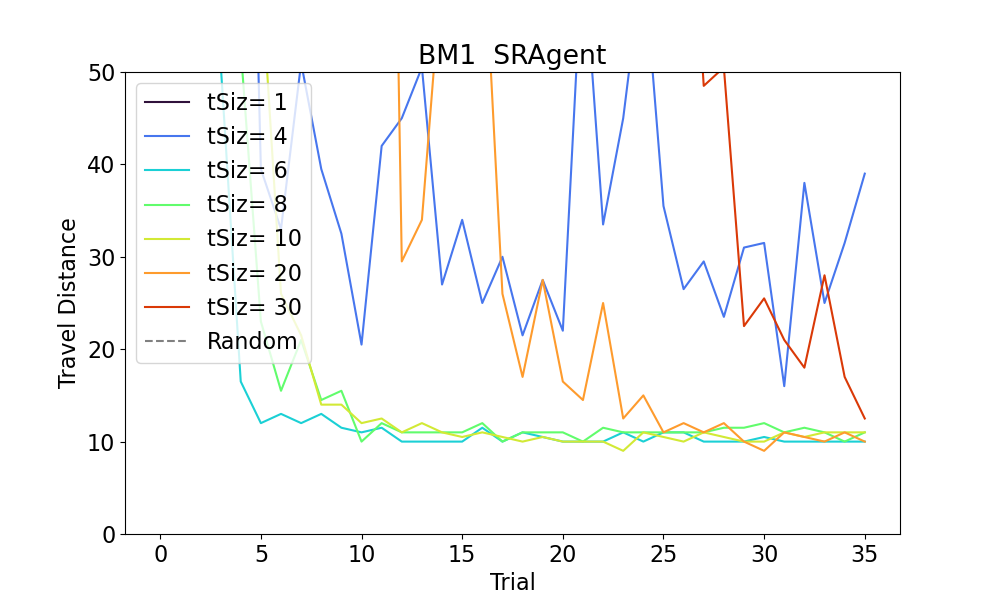 BM1  SRAgent
Travel Distance
50
40
30
20
10
0
tSiz= 1
tSiz= 4
tSiz= 6
tSiz= 8
tSiz= 10
tSiz= 20
tSiz= 30
Random
0 5 10 15 20 25 30 35
Trial